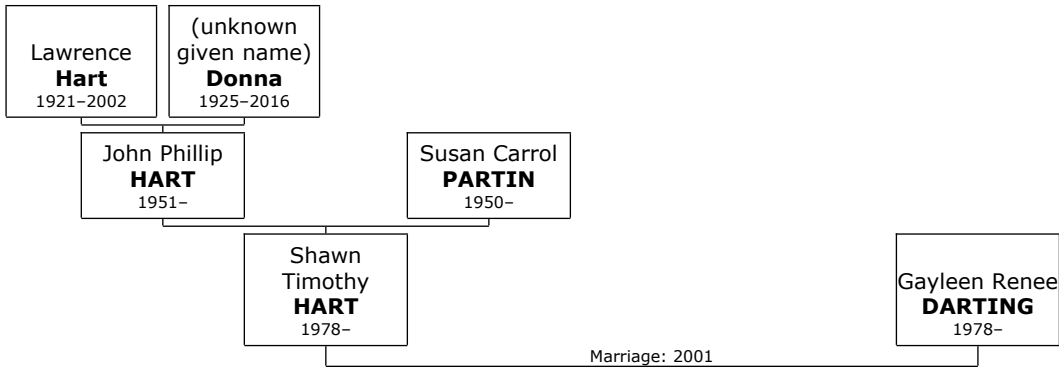 Lawrence
Hart
1921–2002
(unknown
given name)
Donna
1925–2016
John Phillip
HART
1951–
Susan Carrol
PARTIN
1950–
Shawn
Timothy
HART
1978–
Gayleen Renee
DARTING
1978–
Marriage: 2001